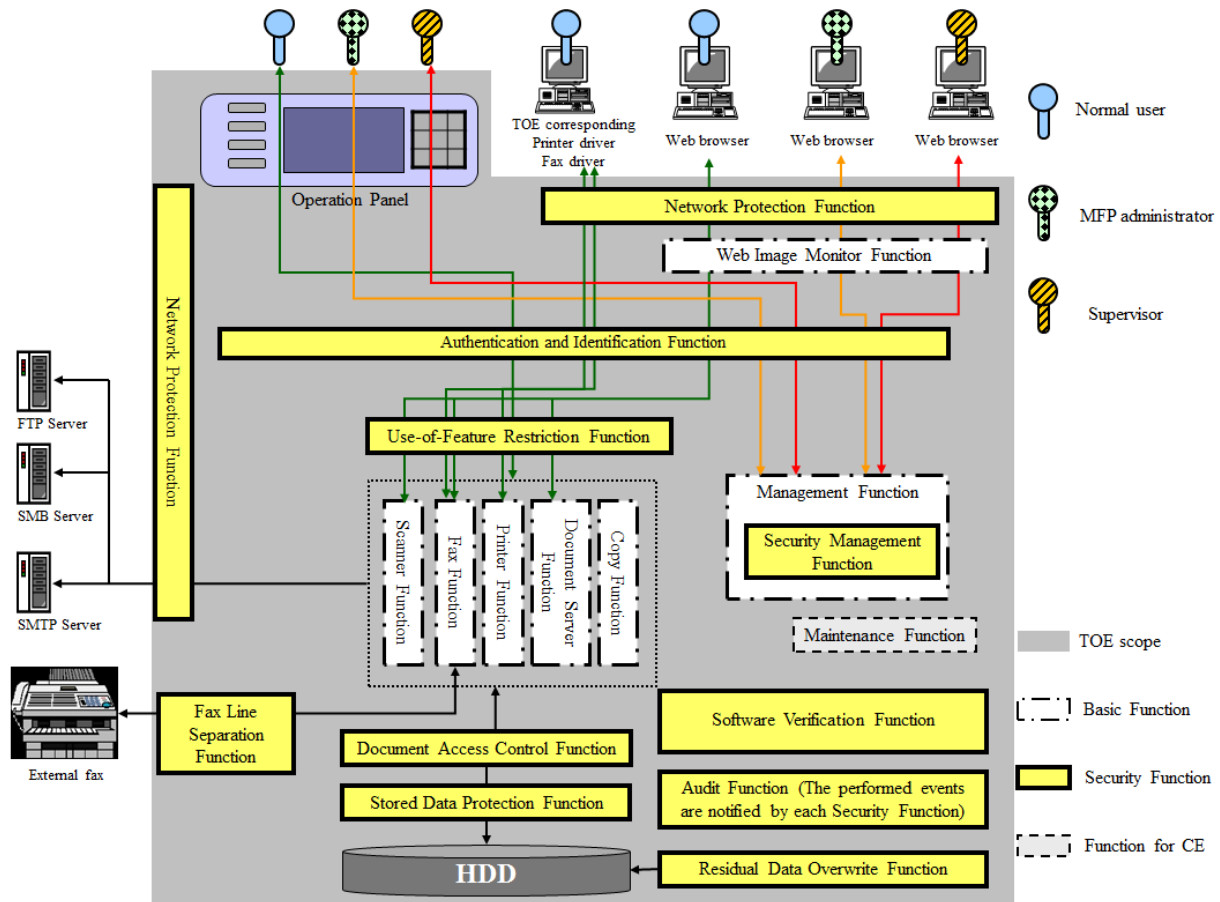 TOE corresponding
Printer driver
Fax driver
Web browser
Web browser
Web browser
Normal user
Operation Panel
Network Protection Function
MFP administrator
Web Image Monitor Function
Network Protection Function
Supervisor
Authentication and Identification Function
FTP Server
Use-of-Feature Restriction Function
SMB Server
Scanner Function
Fax Function
Printer Function
Document Server
Function
Copy Function
Management Function
Security Management
Function
SMTP Server
Maintenance Function
TOE scope
Fax Line
Separation
Function
External fax
Document Access Control Function
Software Verification Function
Basic Function
Stored Data Protection Function
Audit Function (The performed events
are notified by each Security Function)
Security Function
HDD
Residual Data Overwrite Function
Function for CE